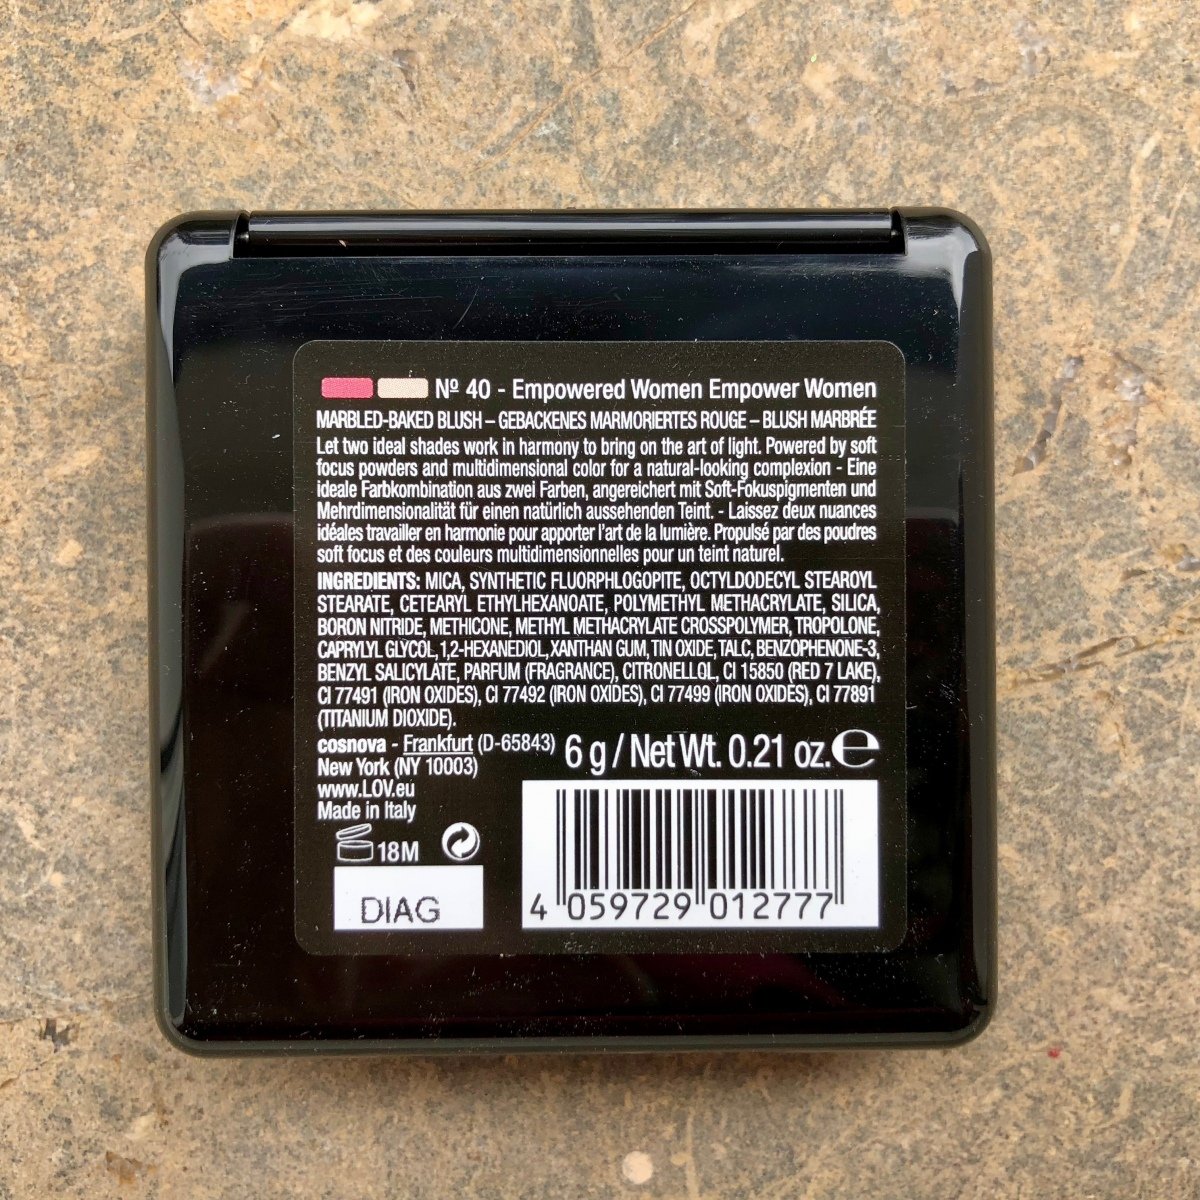 Nº 40 - Empowered Women Empower Women
MARBLED-BAKED BLUSH – GEBACKENES MARMORIERTES ROUGE – BLUSH MARBRÉE
Let two ideal shades work in harmony to bring on the art of light. Powered by soft
focus powders and multidimensional color for a natural-looking complexion - Eine
ideale Farbkombination aus zwei Farben, angereichert mit Soft-Fokuspigmenten und
Mehrdimensionalität für einen natürlich aussehenden Teint. - Laissez deux nuances
idéales travailler en harmonie pour apporter l'art de la lumière. Propulsé par des poudres
soft focus et des couleurs multidimensionnelles pour un teint naturel.
INGREDIENTS: MICA, SYNTHETIC FLUORPHLOGOPITE, OCTYLDODECYL STEAROYL
STEARATE, CETEARYL ETHYLHEXANOATE, POLYMETHYL METHACRYLATE, SILICA,
BORON NITRIDE, METHICONE, METHYL METHACRYLATE CROSSPOLYMER, TROPOLONE,
CAPRYLYL GLYCOL, 1,2-HEXANEDIOL, XANTHAN GUM, TIN OXIDE, TALC, BENZOPHENONE-3,
BENZYL SALICYLATE, PARFUM (FRAGRANCE), CITRONELLOL, CI 15850 (RED 7 LAKE),
CI 77491 (IRON OXIDES), CI 77492 (IRON OXIDES), CI 77499 (IRON OXIDES), CI 77891
(TITANIUM DIOXIDE).
cosnova - Frankfurt (D-65843) 6 g / Net Wt. 0.21 oz. ℮
New York (NY 10003)
www.LOV.eu
Made in Italy
18M
DIAG
4 059729 012777